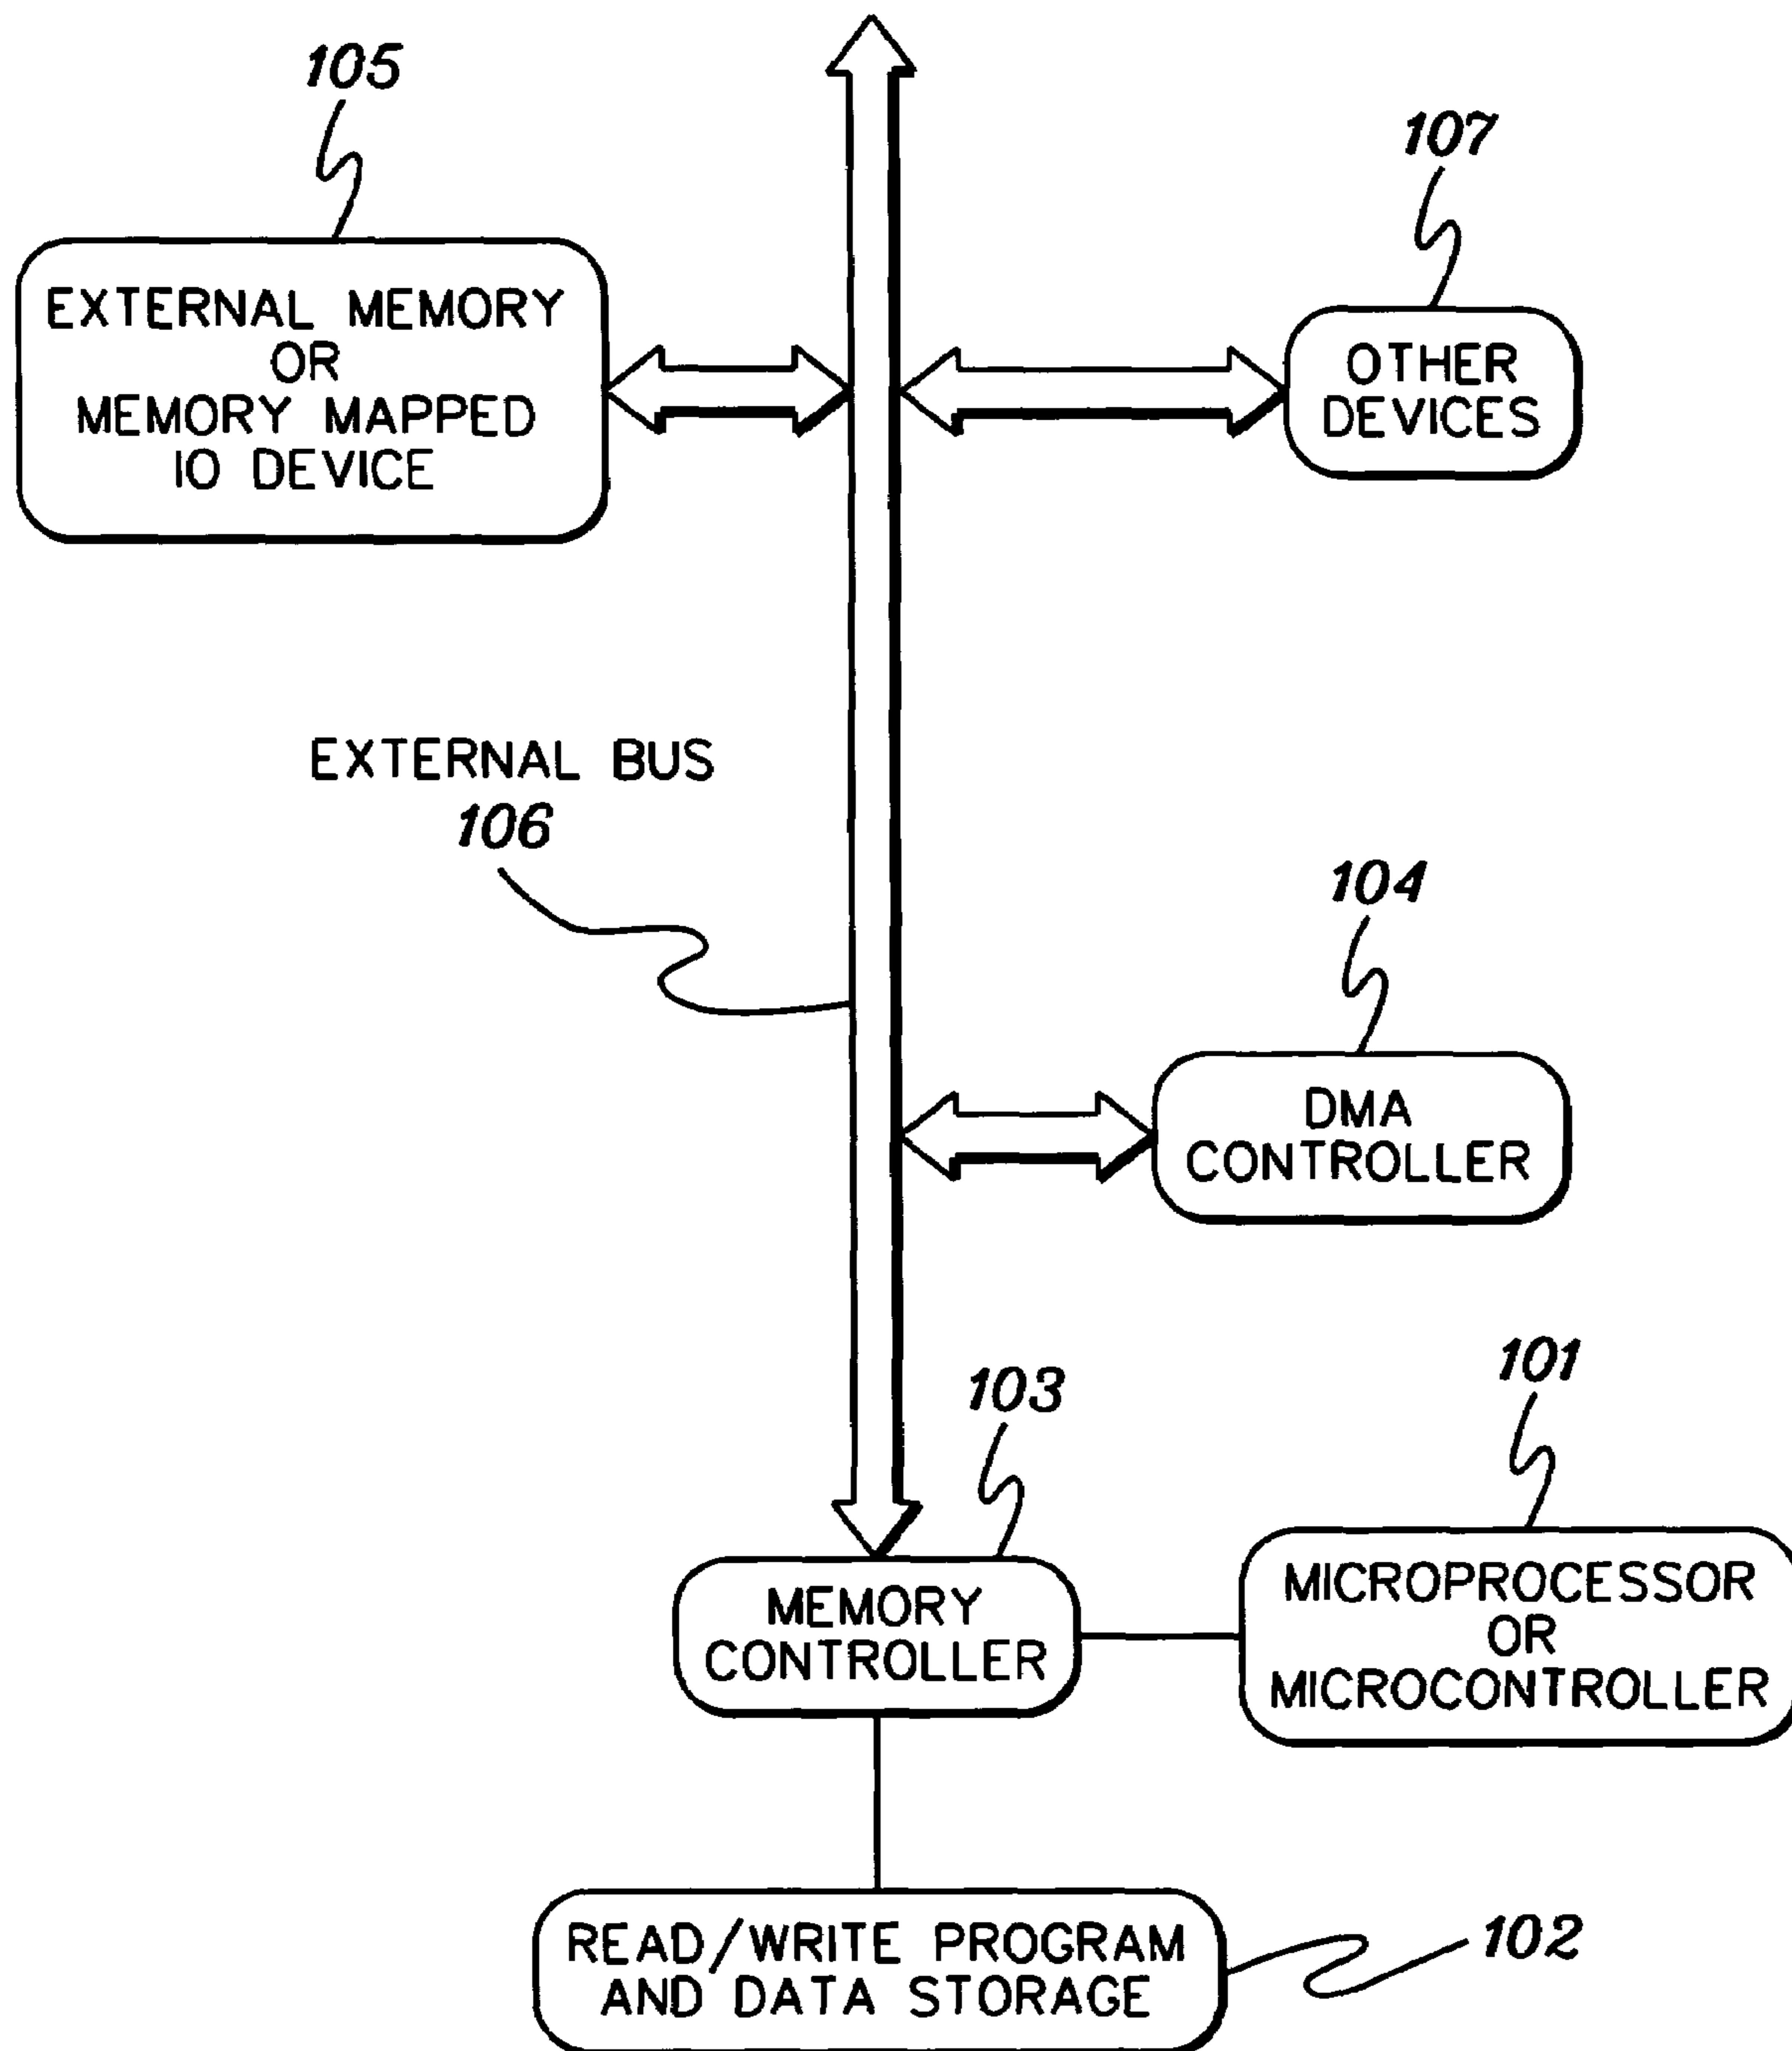 105
107
EXTERNAL MEMORY
OR
MEMORY MAPPED
IO DEVICE
OTHER
DEVICES
EXTERNAL BUS
106
104
DMA
CONTROLLER
103
101
MEMORY
CONTROLLER
MICROPROCESSOR
OR
MICROCONTROLLER
READ/WRITE PROGRAM
AND DATA STORAGE
102